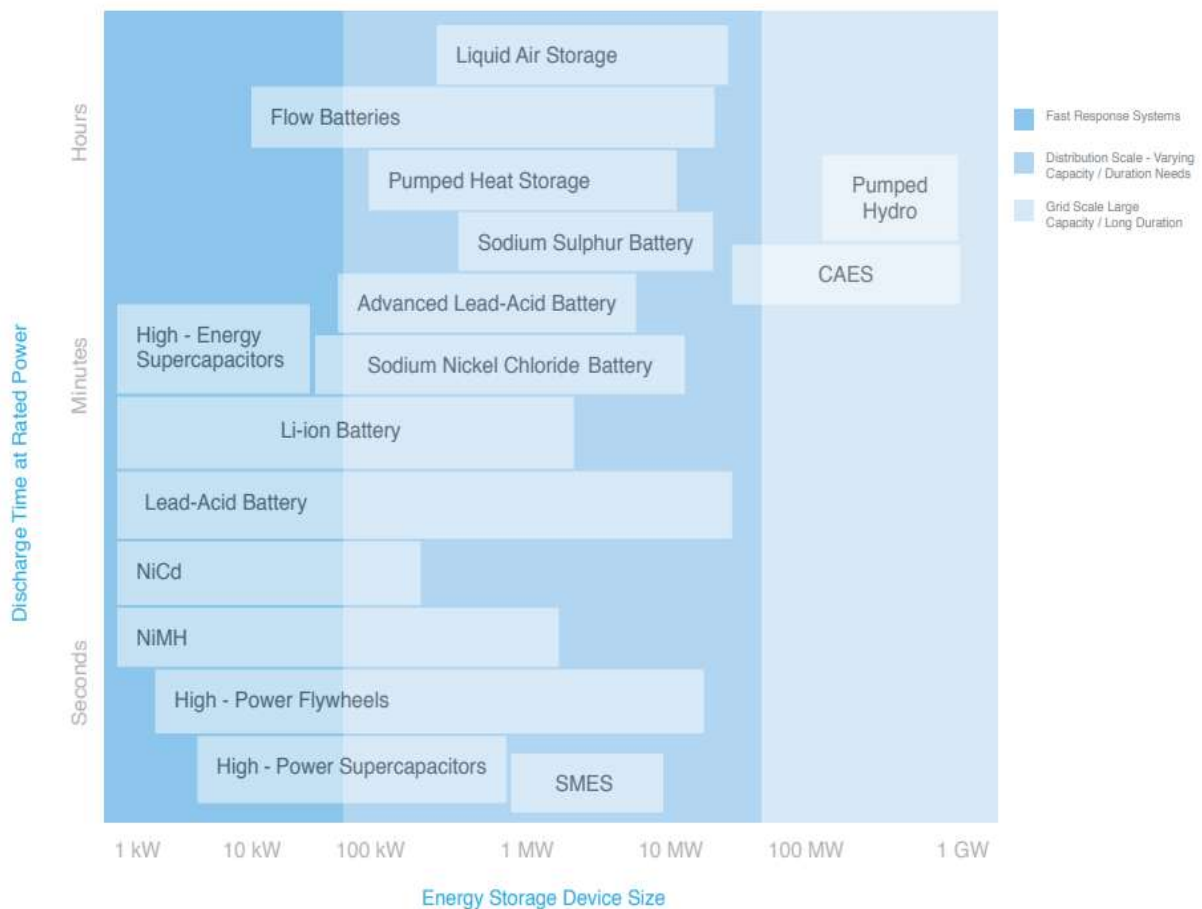 Liquid Air Storage
Flow Batteries
Pumped Heat Storage
Sodium Sulphur Battery
Pumped
Hydro
CAES
Advanced Lead-Acid Battery
High - Energy
Supercapacitors
Sodium Nickel Chloride Battery
Li-ion Battery
Lead-Acid Battery
NiCd
NiMH
High - Power Flywheels
High - Power Supercapacitors
SMES
Hours
Minutes
Seconds
Discharge Time at Rated Power
1 kW
10 kW
100 kW
1 MW
10 MW
100 MW
1 GW
Energy Storage Device Size
Fast Response Systems
Distribution Scale - Varying
Capacity / Duration Needs
Grid Scale Large
Capacity / Long Duration